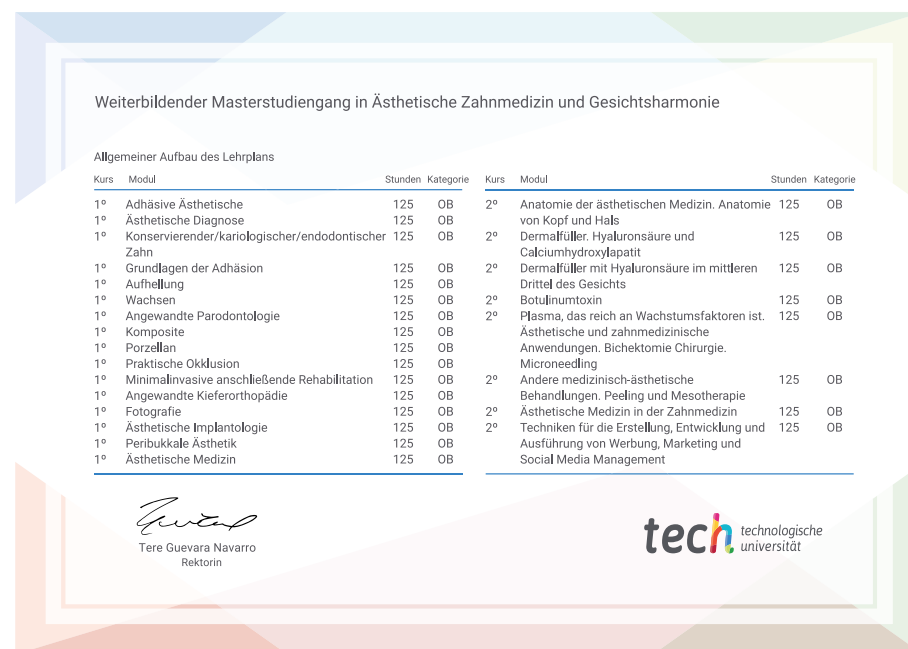 Weiterbildender Masterstudiengang in Ästhetische Zahnmedizin und Gesichtsharmonie
Allgemeiner Aufbau des Lehrplans
Kurs Modul Stunden Kategorie
1º Adhäsive Ästhetische 125 OB
1º Ästhetische Diagnose 125 OB
1º Konservierender/kariologischer/endodontischer 125 OB
Zahn
1º Grundlagen der Adhäsion 125 OB
1º Aufhellung 125 OB
1º Wachsen 125 OB
1º Angewandte Parodontologie 125 OB
1º Komposite 125 OB
1º Porzellan 125 OB
1º Praktische Okklusion 125 OB
1º Minimalinvasive anschließende Rehabilitation 125 OB
1º Angewandte Kieferorthopädie 125 OB
1º Fotografie 125 OB
1º Ästhetische Implantologie 125 OB
1º Peribukkale Ästhetik 125 OB
1º Ästhetische Medizin 125 OB
Kurs Modul Stunden Kategorie
2º Anatomie der ästhetischen Medizin. Anatomie 125 OB
von Kopf und Hals
2º Dermalfüller. Hyaluronsäure und 125 OB
Calciumhydroxylapatit
2º Dermalfüller mit Hyaluronsäure im mittleren 125 OB
Drittel des Gesichts
2º Botulinumtoxin 125 OB
2º Plasma, das reich an Wachstumsfaktoren ist. 125 OB
Ästhetische und zahnmedizinische
Anwendungen. Bichektomie Chirurgie.
Microneedling
2º Andere medizinisch-ästhetische 125 OB
Behandlungen. Peeling und Mesotherapie
2º Ästhetische Medizin in der Zahnmedizin 125 OB
2º Techniken für die Erstellung, Entwicklung und 125 OB
Ausführung von Werbung, Marketing und
Social Media Management
Tere Guevara Navarro
Rektorin
tech technologische
universität